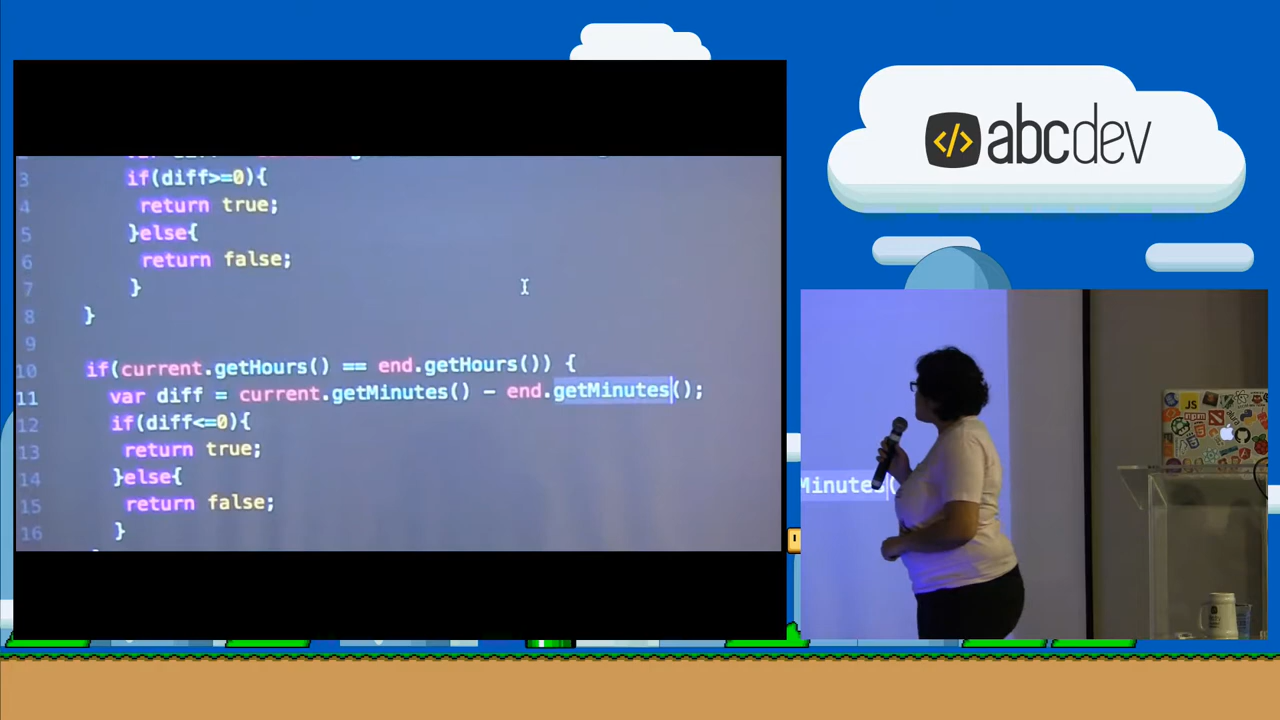 3 if(diff>=0){
4 return true;
5 }else{
6 return false;
7 }
8 }
9
10 if(current.getHours() == end.getHours()) {
11 var diff = current.getMinutes() - end.getMinutes();
12 if(diff<=0){
13 return true;
14 }else{
15 return false;
16 }
</> abcdev
Minutes(
JS